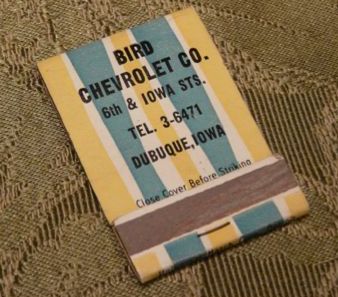 BIRD
CHEVROLET CO.
6th & IOWA STS.
TEL. 3-6471
DUBUQUE, IOWA
Close Cover Before Striking